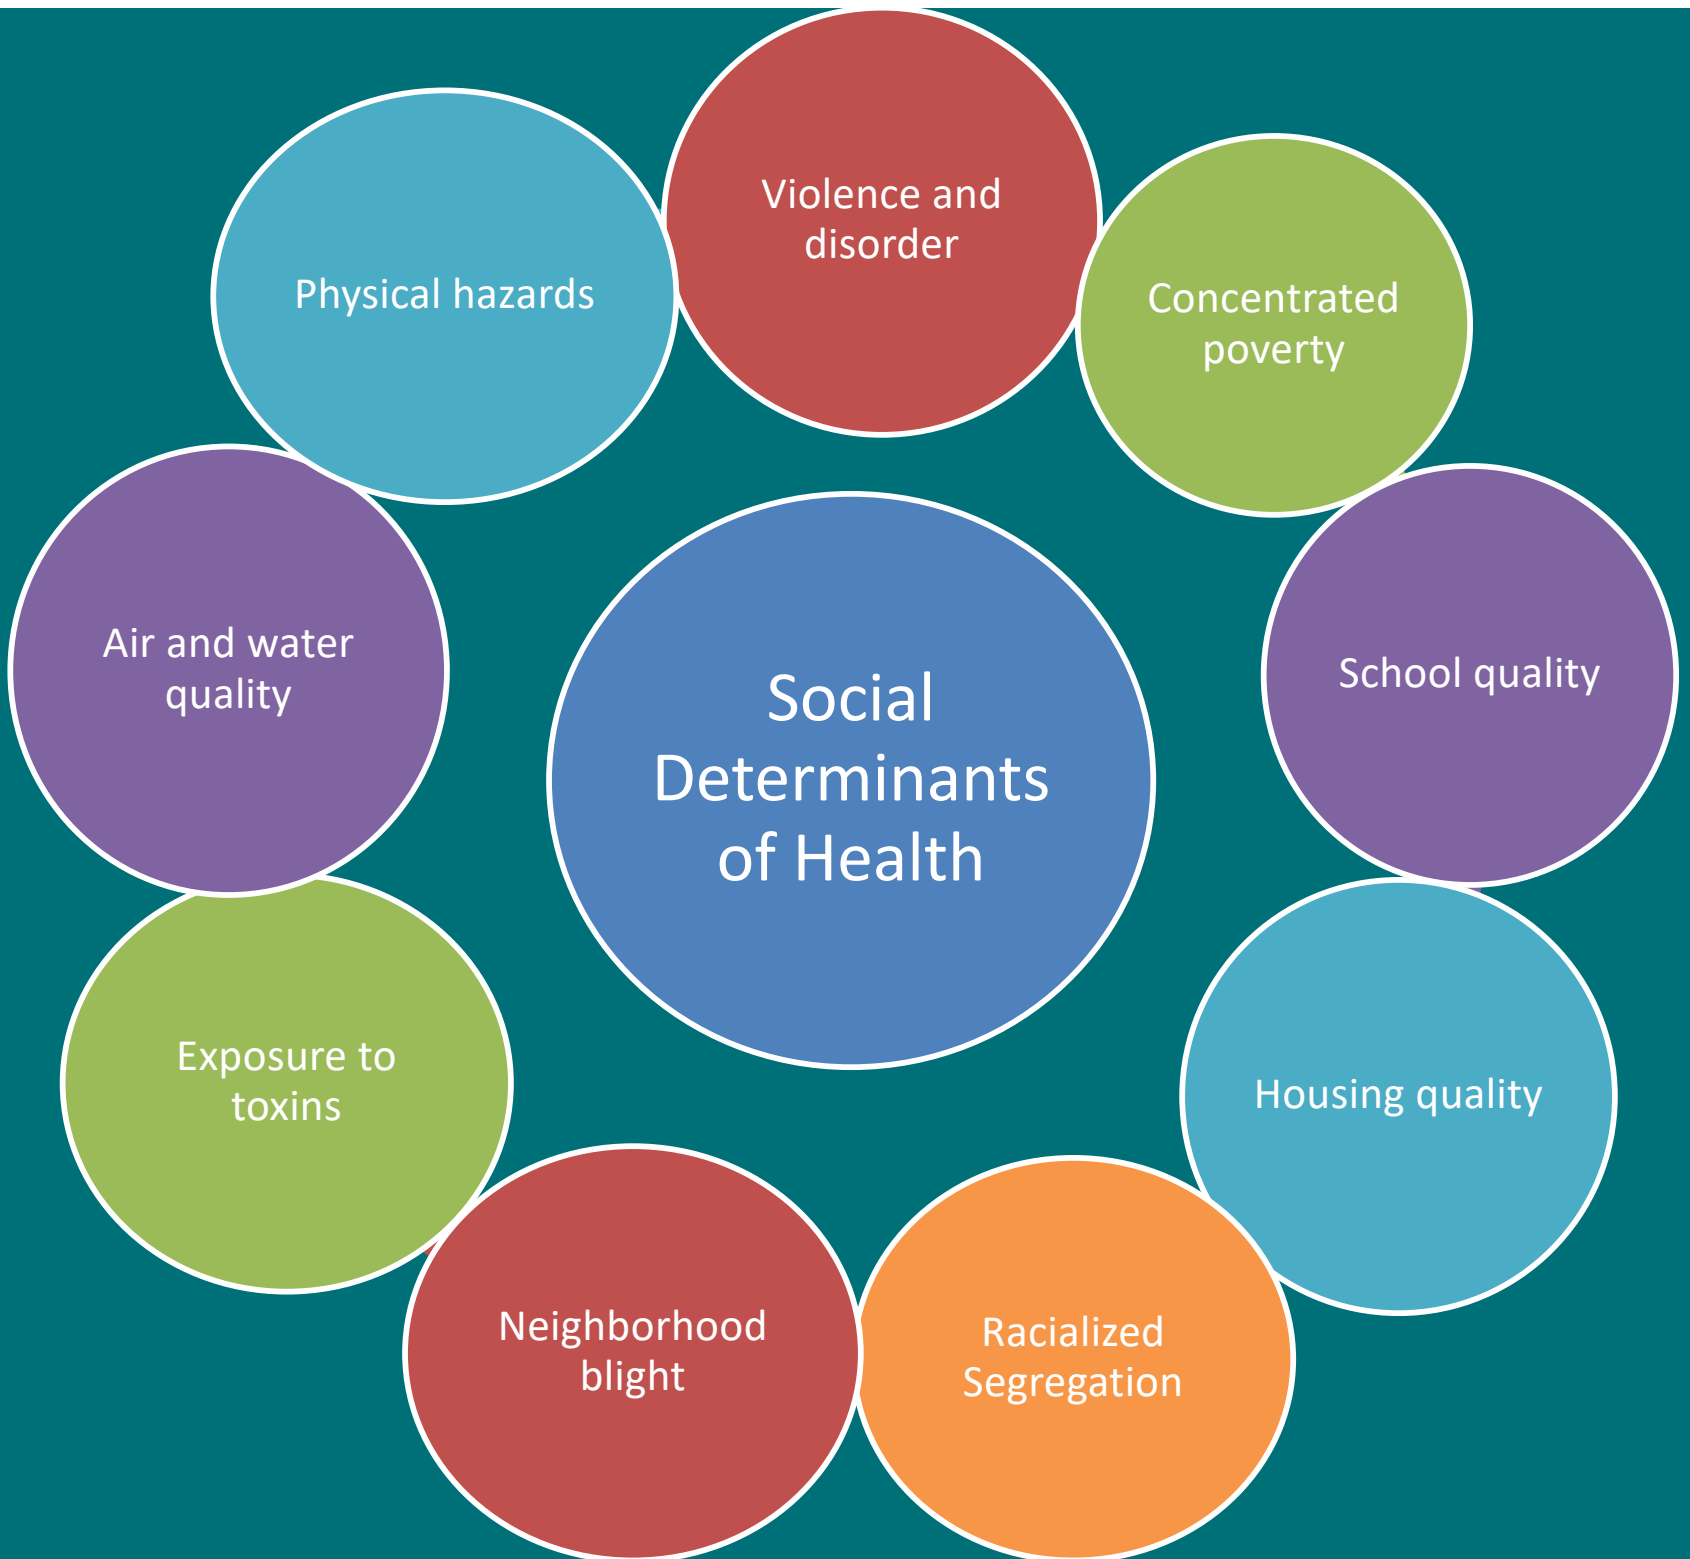 Violence and
disorder
Physical hazards
Concentrated
poverty
Air and water
quality
Social
Determinants
of Health
School quality
Exposure to
toxins
Housing quality
Neighborhood
blight
Racialized
Segregation